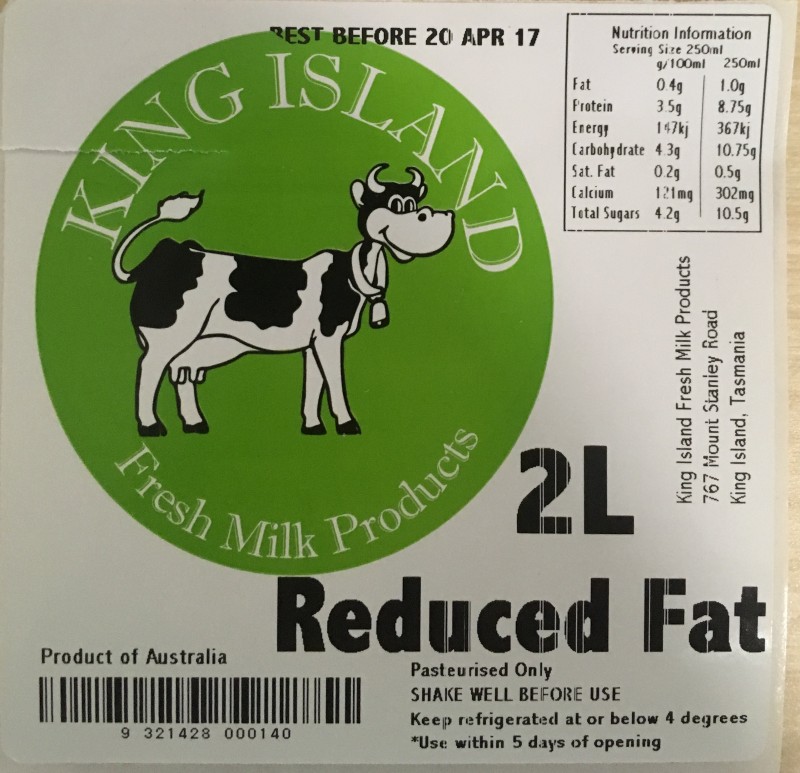 BEST BEFORE 20 APR 17
KING ISLAND
Fresh Milk Products
Nutrition Information
Serving Size 250ml
g/100ml 250ml
Fat 0.4g 1.0g
Protein 3.5g 8.75g
Energy 147kj 367kj
Carbohydrate 4.3g 10.75g
Sat. Fat 0.2g 0.5g
Calcium 121mg 302mg
Total Sugars 4.2g 10.5g
King Island Fresh Milk Products
767 Mount Stanley Road
King Island, Tasmania
2L
Reduced Fat
Product of Australia
9 321428 000140
Pasteurised Only
SHAKE WELL BEFORE USE
Keep refrigerated at or below 4 degrees
*Use within 5 days of opening